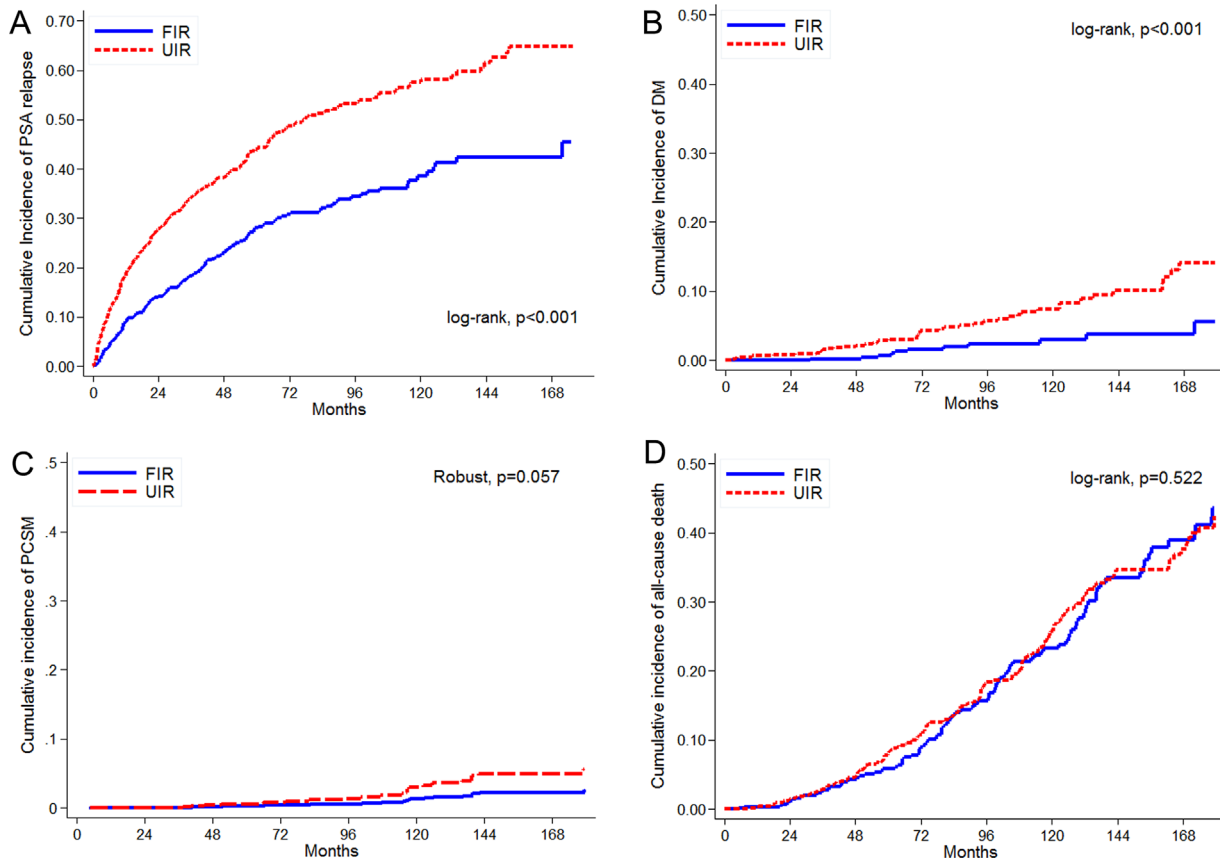 A
FIR
UIR
Cumulative Incidence of PSA relapse
0.70
0.60
0.50
0.40
0.30
0.20
0.10
0.00
log-rank, p<0.001
0 24 48 72 96 120 144 168
Months
B
FIR
UIR
log-rank, p<0.001
Cumulative Incidence of DM
0.50
0.40
0.30
0.20
0.10
0.00
0 24 48 72 96 120 144 168
Months
C
FIR
UIR
Robust, p=0.057
Cumulative incidence of PCSM
.5
.4
.3
.2
.1
0
0 24 48 72 96 120 144 168
Months
D
FIR
UIR
log-rank, p=0.522
Cumulative incidence of all-cause death
0.50
0.40
0.30
0.20
0.10
0.00
0 24 48 72 96 120 144 168
Months